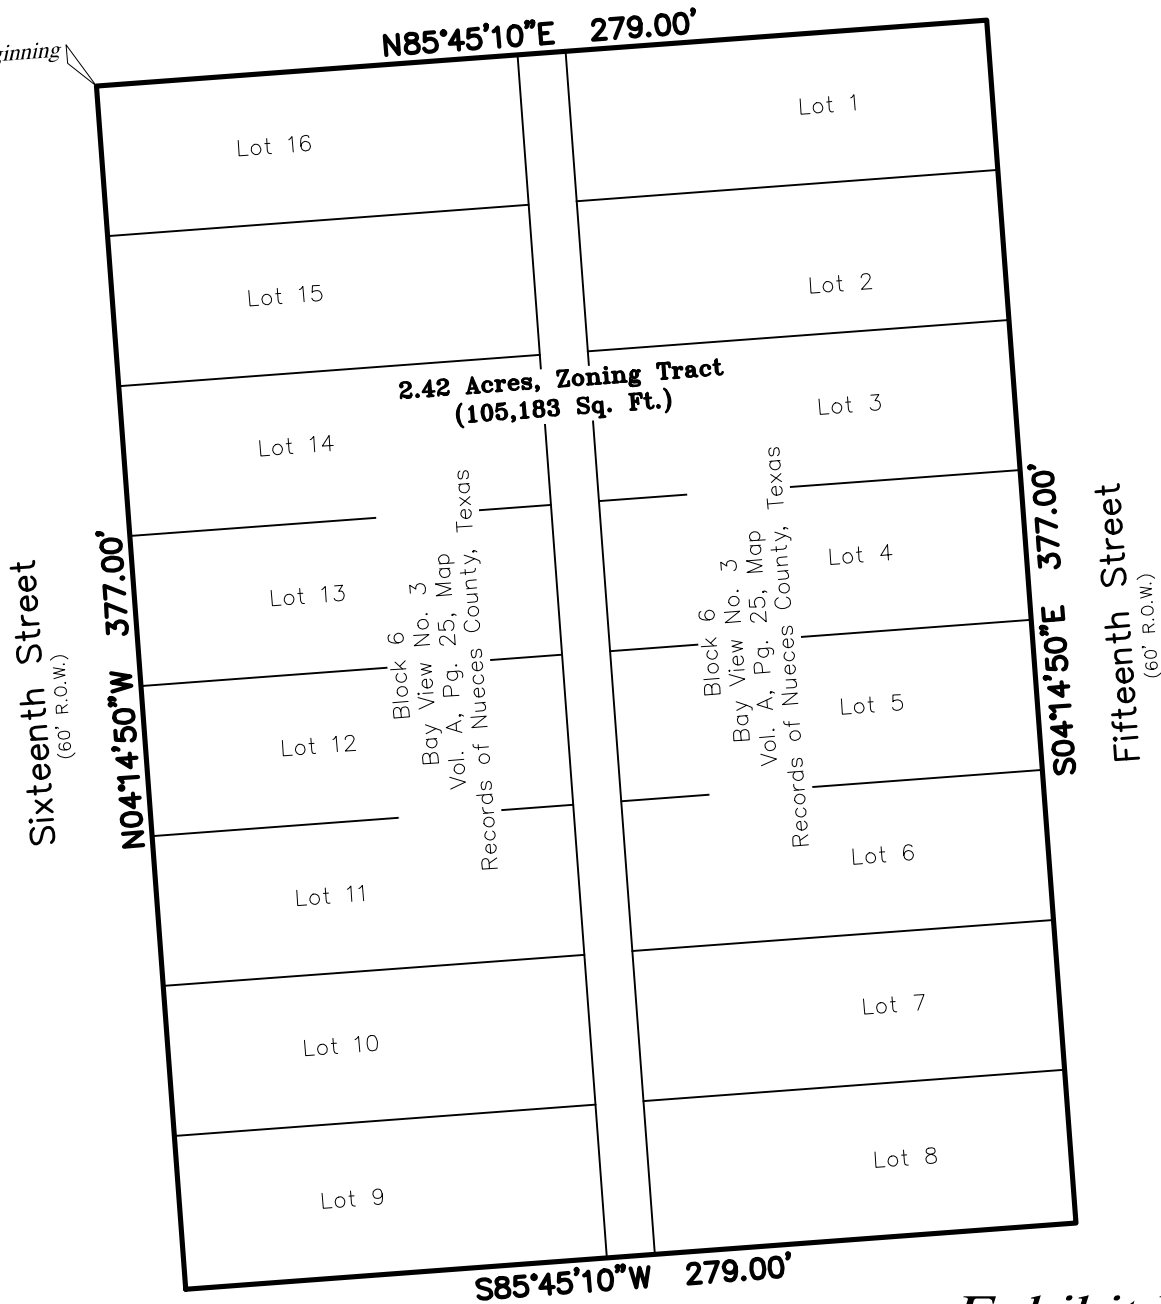 N85°45'10"E 279.00'
Lot 16
Lot 1
Lot 15
Lot 2
2.42 Acres, Zoning Tract
(105,183 Sq. Ft.)
Lot 14
Lot 3
Lot 13
Lot 4
Lot 12
Lot 5
Lot 11
Lot 6
Lot 10
Lot 7
Lot 9
Lot 8
Block 6
Bay View No. 3
Vol. A, Pg. 25, Map
Records of Nueces County, Texas
Block 6
Bay View No. 3
Vol. A, Pg. 25, Map
Records of Nueces County, Texas
Sixteenth Street
(60' R.O.W.)
N04°14'50"W 377.00'
S04°14'50"E 377.00'
Fifteenth Street
(60' R.O.W.)
S85°45'10"W 279.00'